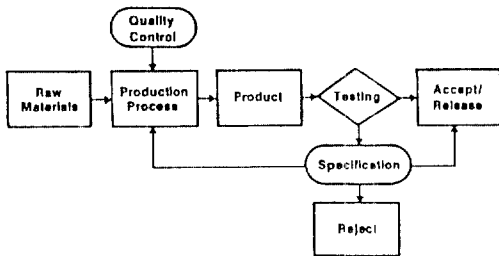 Quality
Control
Raw
Materials
Production
Process
Product
Testing
Accept/
Release
Specification
Reject